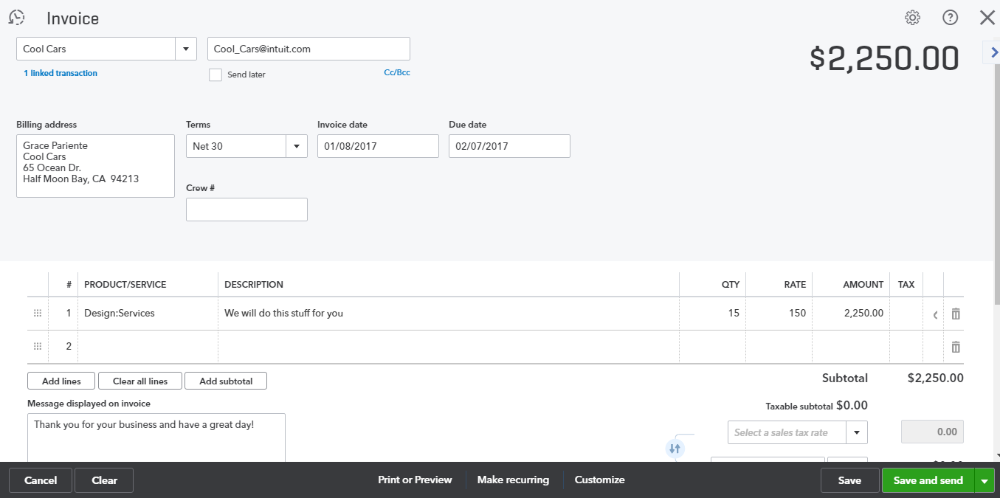 Invoice
Cool Cars
Cool_Cars@intuit.com
$2,250.00
1 linked transaction
Send later
Cc/Bcc
Billing address
Terms
Invoice date
Due date
Grace Pariente
Cool Cars
65 Ocean Dr.
Half Moon Bay, CA  94213
Net 30
01/08/2017
02/07/2017
Crew #
# PRODUCT/SERVICE DESCRIPTION QTY RATE AMOUNT TAX
1 Design:Services We will do this stuff for you 15 150 2,250.00
2
Add lines
Clear all lines
Add subtotal
Subtotal $2,250.00
Message displayed on invoice
Taxable subtotal $0.00
Thank you for your business and have a great day!
Select a sales tax rate
0.00
Cancel
Clear
Print or Preview
Make recurring
Customize
Save
Save and send